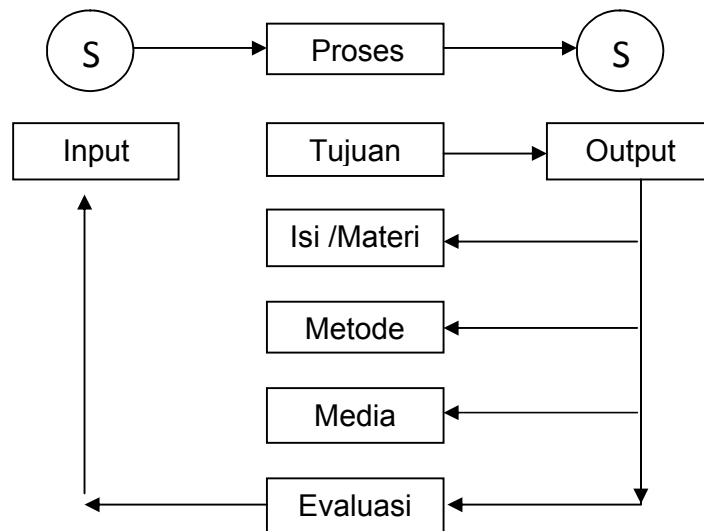 S
Proses
S
Input
Tujuan
Output
Isi /Materi
Metode
Media
Evaluasi